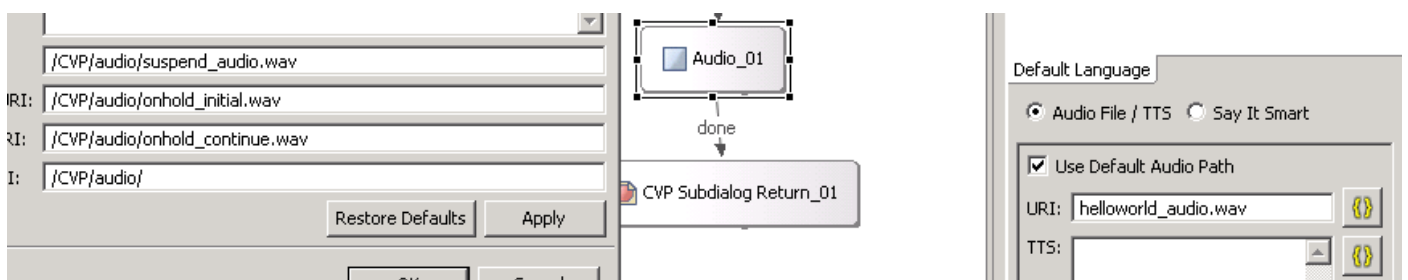 /CVP/audio/suspend_audio.wav
URI: /CVP/audio/onhold_initial.wav
RI: /CVP/audio/onhold_continue.wav
I: /CVP/audio/
Restore Defaults Apply
Audio_01
done
CVP Subdialog Return_01
Default Language
Audio File / TTS Say It Smart
Use Default Audio Path
URI: helloworld_audio.wav
TTS: